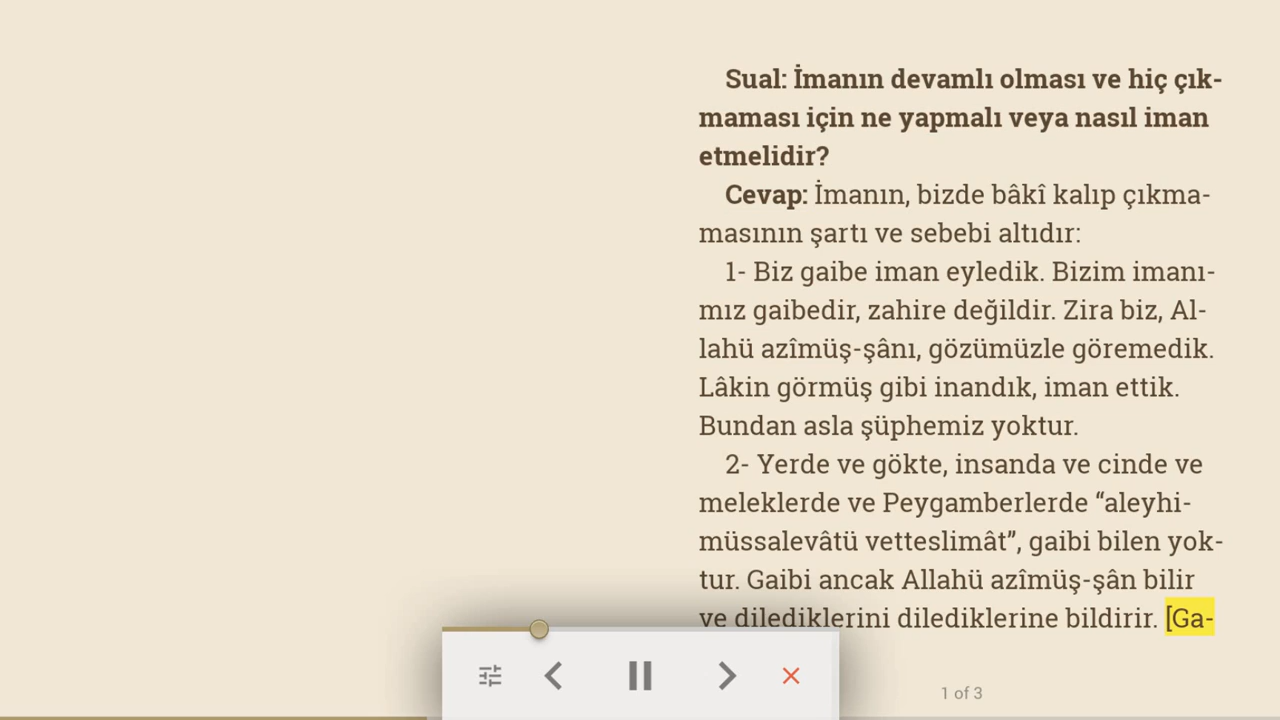 Sual: İmanın devamlı olması ve hiç çık-
maması için ne yapmalı veya nasıl iman
etmelidir?
Cevap: İmanın, bizde bâkî kalıp çıkma-
masının şartı ve sebebi altıdır:
1- Biz gaibe iman eyledik. Bizim imanı-
mız gaibedir, zahire değildir. Zira biz, Al-
lahü azîmüş-şânı, gözümüzle göremedik.
Lâkin görmüş gibi inandık, iman ettik.
Bundan asla şüphemiz yoktur.
2- Yerde ve gökte, insanda ve cinde ve
meleklerde ve Peygamberlerde “aleyhi-
müssalevâtü vetteslimât”, gaibi bilen yok-
tur. Gaibi ancak Allahü azîmüş-şân bilir
ve dilediklerini dilediklerine bildirir. [Ga-
1 of 3